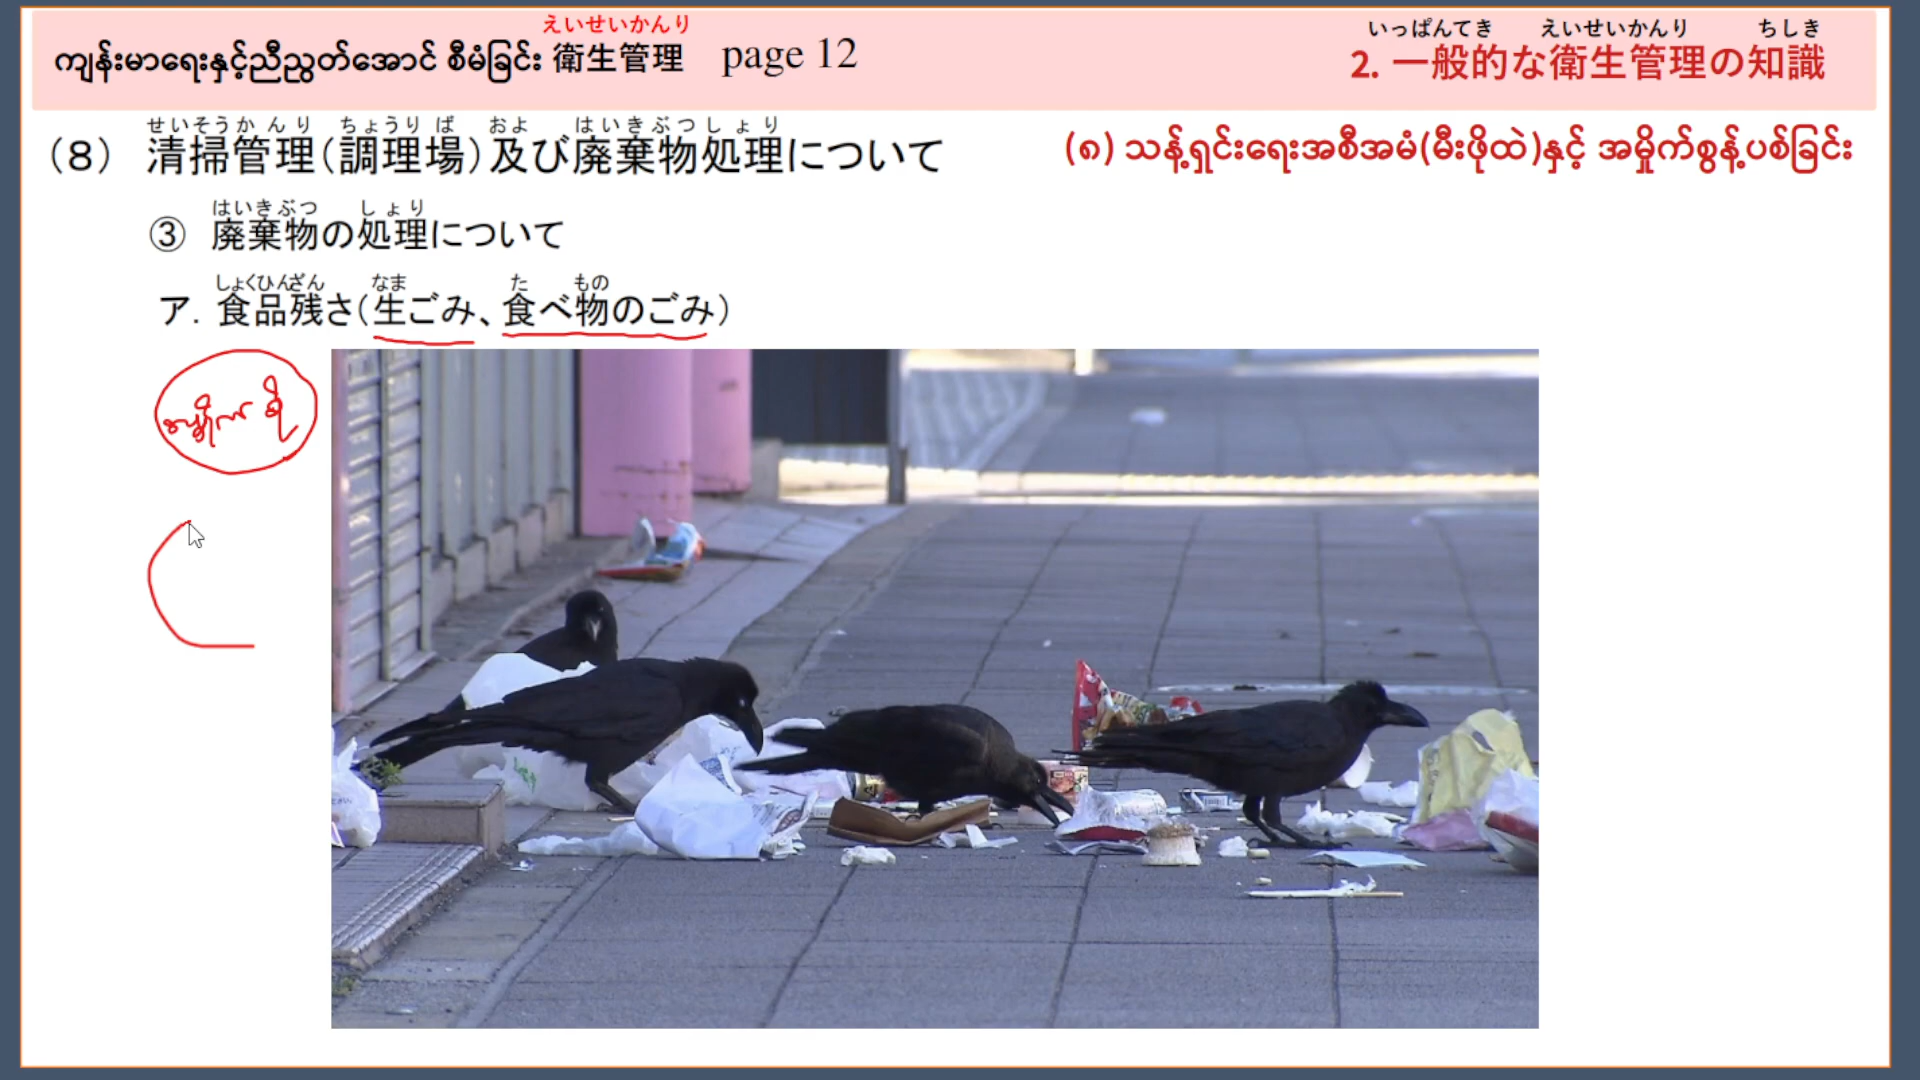 えいせいかんり
ကျန်းမာရေးနှင့်ညီညွတ်အောင် စီမံခြင်း 衛生管理 page 12
いっぱんてき えいせいかんり ちしき
2. 一般的な衛生管理の知識
せいそうかんり ちょうりば およ はいきぶつしょり
（8） 清掃管理（調理場）及び廃棄物処理について
(၈) သန့်ရှင်းရေးအစီအမံ(မီးဖိုထဲ)နှင့် အမှိုက်စွန့်ပစ်ခြင်း
はいきぶつ しょり
③ 廃棄物の処理について
しょくひんざん なま た もの
ア. 食品残さ（生ごみ、食べ物のごみ）
အမှိုက် စို